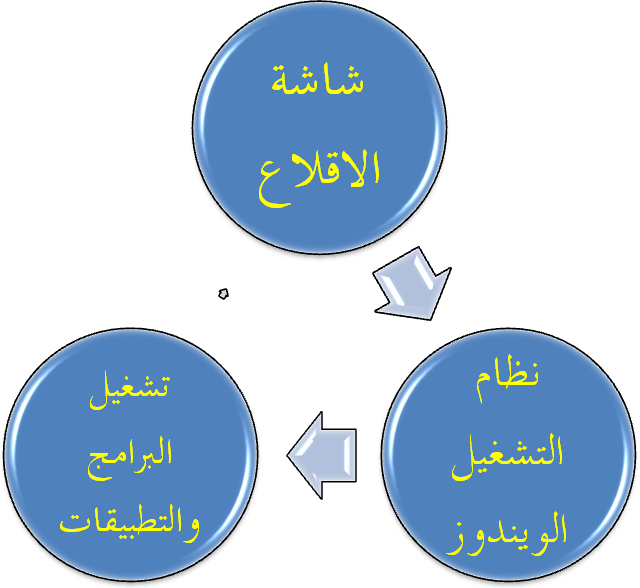 شاشة
الاقلاع
نظام
التشغيل
الويندوز
تشغيل
البرامج
والتطبيقات